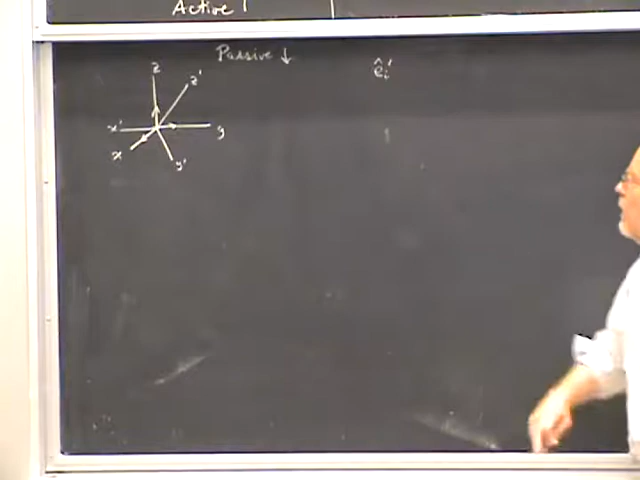 Active
Passive ↓
ê'ᵢ
z
z'
x'
y
x
y'